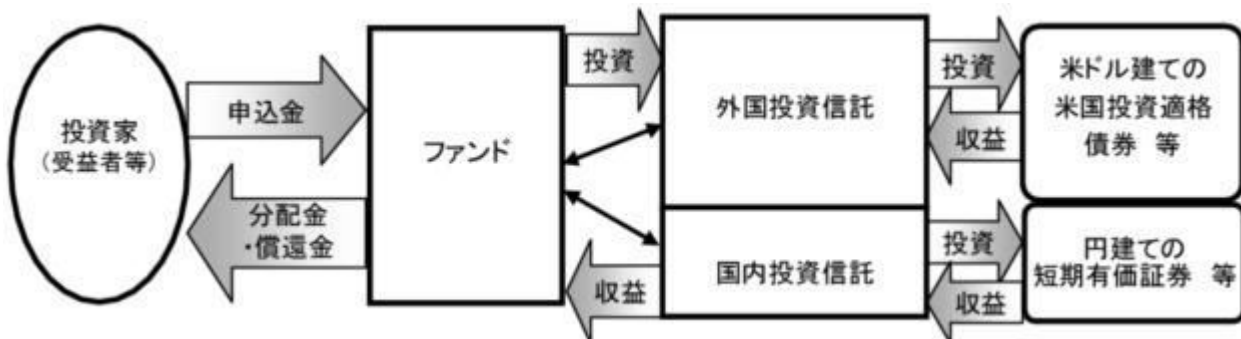 投資家
(受益者等)
申込金
分配金
・償還金
ファンド
投資
収益
外国投資信託
国内投資信託
投資
収益
投資
収益
米ドル建ての
米国投資適格
債券 等
円建ての
短期有価証券 等